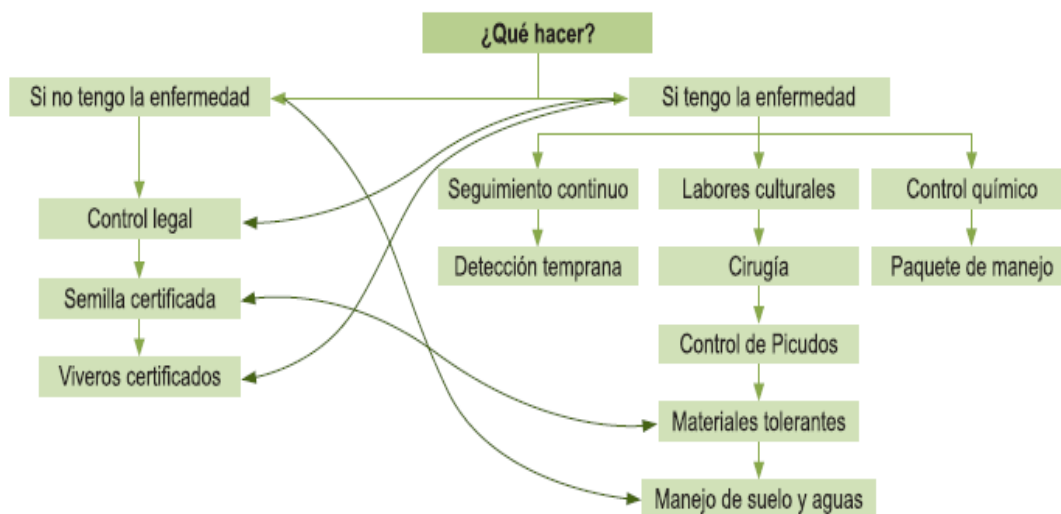 ¿Qué hacer?
Si no tengo la enfermedad
Si tengo la enfermedad
Seguimiento continuo
Labores culturales
Control químico
Control legal
Detección temprana
Cirugía
Paquete de manejo
Semilla certificada
Control de Picudos
Viveros certificados
Materiales tolerantes
Manejo de suelo y aguas